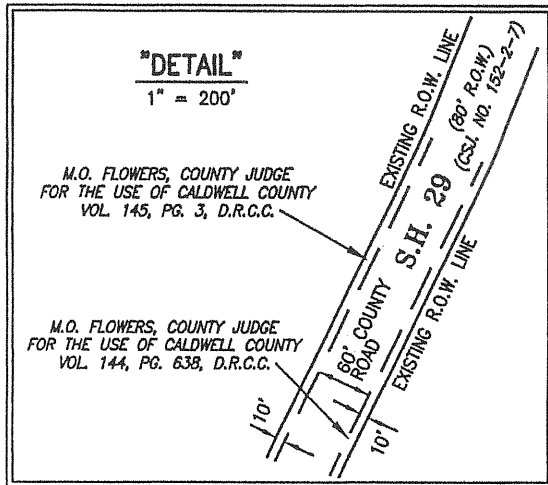 "DETAIL"
1" = 200'
EXISTING R.O.W. LINE
(80' R.O.W.)
(CSJ. NO. 152-2-7)
S.H. 29
M.O. FLOWERS, COUNTY JUDGE
FOR THE USE OF CALDWELL COUNTY
VOL. 145, PG. 3, D.R.C.C.
EXISTING R.O.W. LINE
60' COUNTY
ROAD
M.O. FLOWERS, COUNTY JUDGE
FOR THE USE OF CALDWELL COUNTY
VOL. 144, PG. 638, D.R.C.C.
10'
10'